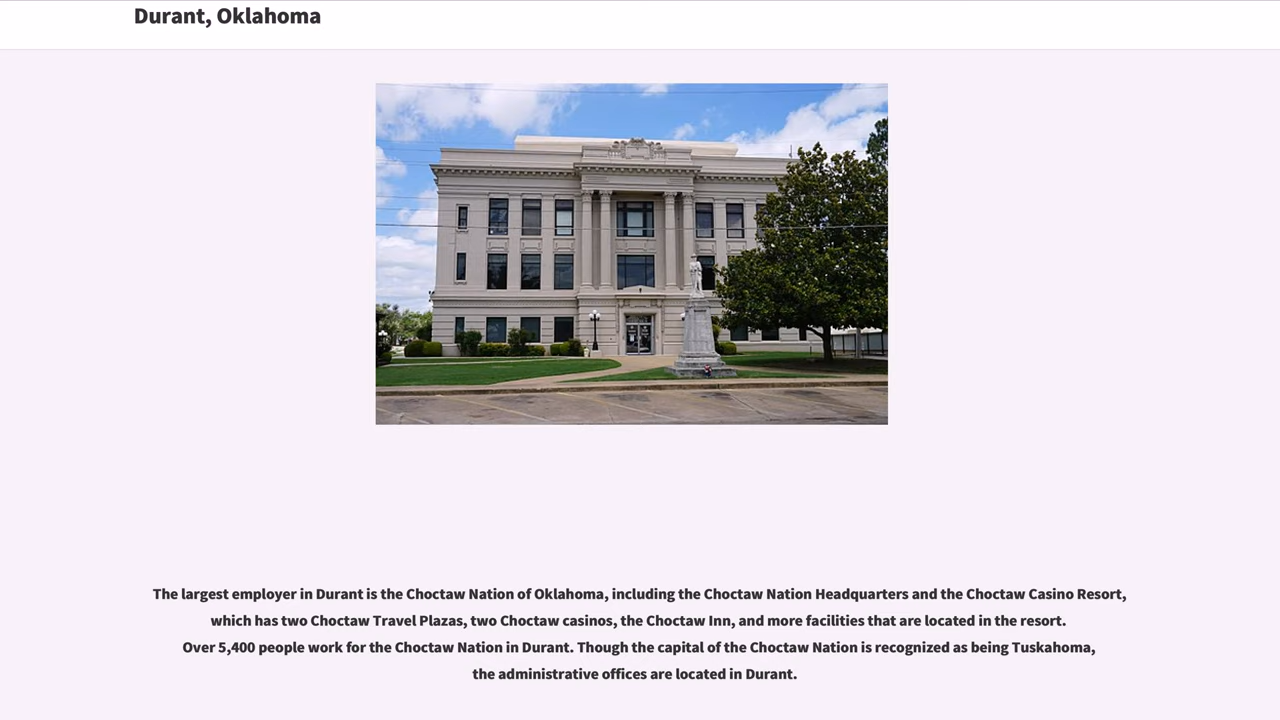 Durant, Oklahoma
The largest employer in Durant is the Choctaw Nation of Oklahoma, including the Choctaw Nation Headquarters and the Choctaw Casino Resort,
which has two Choctaw Travel Plazas, two Choctaw casinos, the Choctaw Inn, and more facilities that are located in the resort.
Over 5,400 people work for the Choctaw Nation in Durant. Though the capital of the Choctaw Nation is recognized as being Tuskahoma,
the administrative offices are located in Durant.